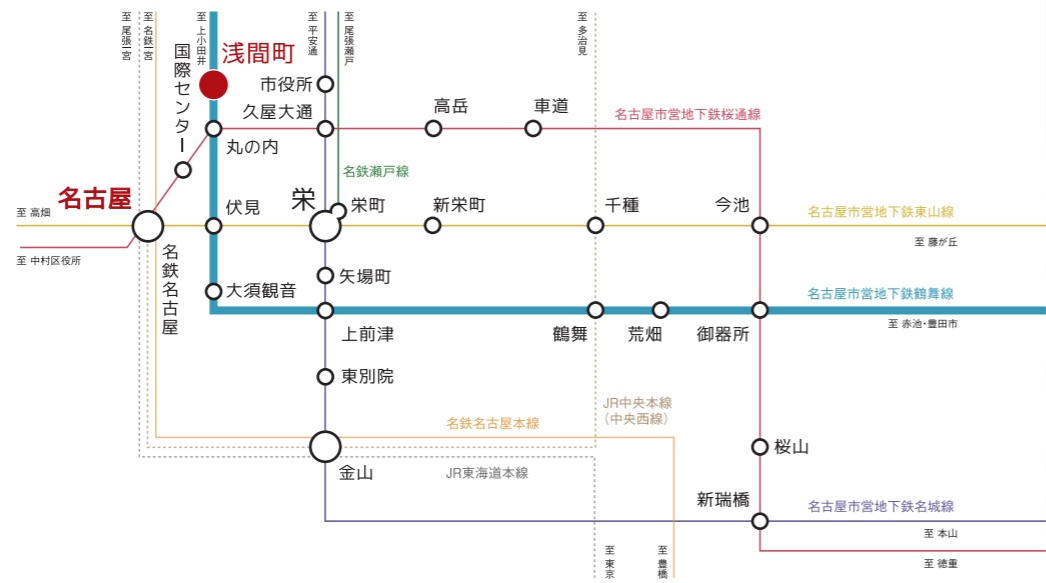 至 尾張一宮
至 名鉄一宮
至 上小田井
至 平安通
至 尾張瀬戸
至 多治見
国際センター
浅間町
市役所
久屋大通
高岳
車道
名古屋市営地下鉄桜通線
丸の内
名鉄瀬戸線
名古屋
至 高畑
伏見
栄
栄町
新栄町
千種
今池
名古屋市営地下鉄東山線
至 藤が丘
至 中村区役所
名鉄名古屋
矢場町
大須観音
名古屋市営地下鉄鶴舞線
至 赤池・豊田市
上前津
鶴舞
荒畑
御器所
東別院
JR中央本線
（中央西線）
名鉄名古屋本線
金山
JR東海道本線
桜山
新瑞橋
名古屋市営地下鉄名城線
至 本山
至 徳重
至 東京
至 豊橋